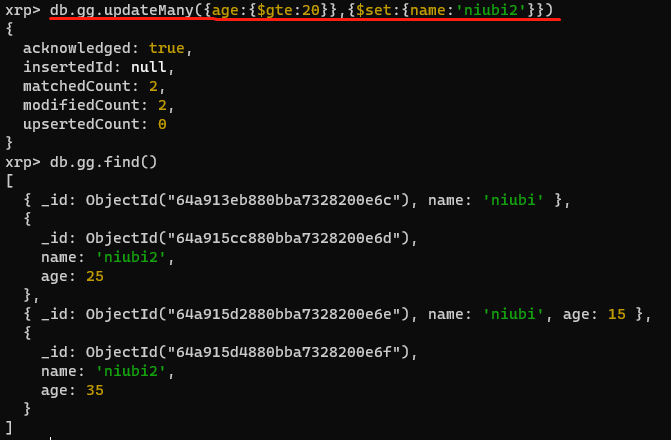 xrp> db.gg.updateMany({age:{$gte:20}},{$set:{name:'niubi2'}})
{
  acknowledged: true,
  insertedId: null,
  matchedCount: 2,
  modifiedCount: 2,
  upsertedCount: 0
}
xrp> db.gg.find()
[
  { _id: ObjectId("64a913eb880bba7328200e6c"), name: 'niubi' },
  {
    _id: ObjectId("64a915cc880bba7328200e6d"),
    name: 'niubi2',
    age: 25
  },
  { _id: ObjectId("64a915d2880bba7328200e6e"), name: 'niubi', age: 15 },
  {
    _id: ObjectId("64a915d4880bba7328200e6f"),
    name: 'niubi2',
    age: 35
  }
]